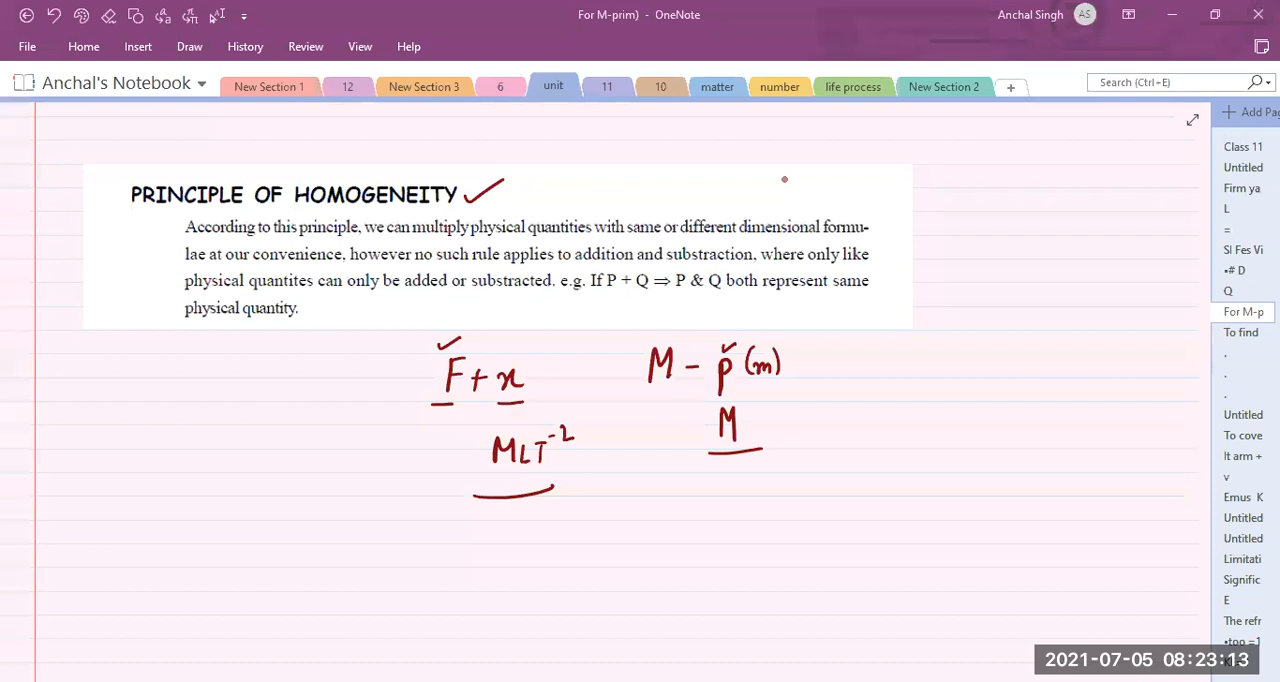 For M-prim) - OneNote
Anchal Singh AS
File Home Insert Draw History Review View Help
Anchal's Notebook New Section 1 12 New Section 3 6 unit 11 10 matter number life process New Section 2 + Search (Ctrl+E)
+ Add Pag
PRINCIPLE OF HOMOGENEITY
According to this principle, we can multiply physical quantities with same or different dimensional formu-
lae at our convenience, however no such rule applies to addition and substraction, where only like
physical quantites can only be added or substracted. e.g. If P + Q ⇒ P & Q both represent same
physical quantity.
F + x
MLT⁻²
M - p (m)
M
Class 11
Untitled
Firm ya
L
=
SI Fes Vi
•# D
Q
For M-p
To find
.
.
.
Untitled
To cove
It arm +
v
Emus K
Untitled
Untitled
Limitati
Signific
E
The refr
•too =1
2021-07-05 08:23:13